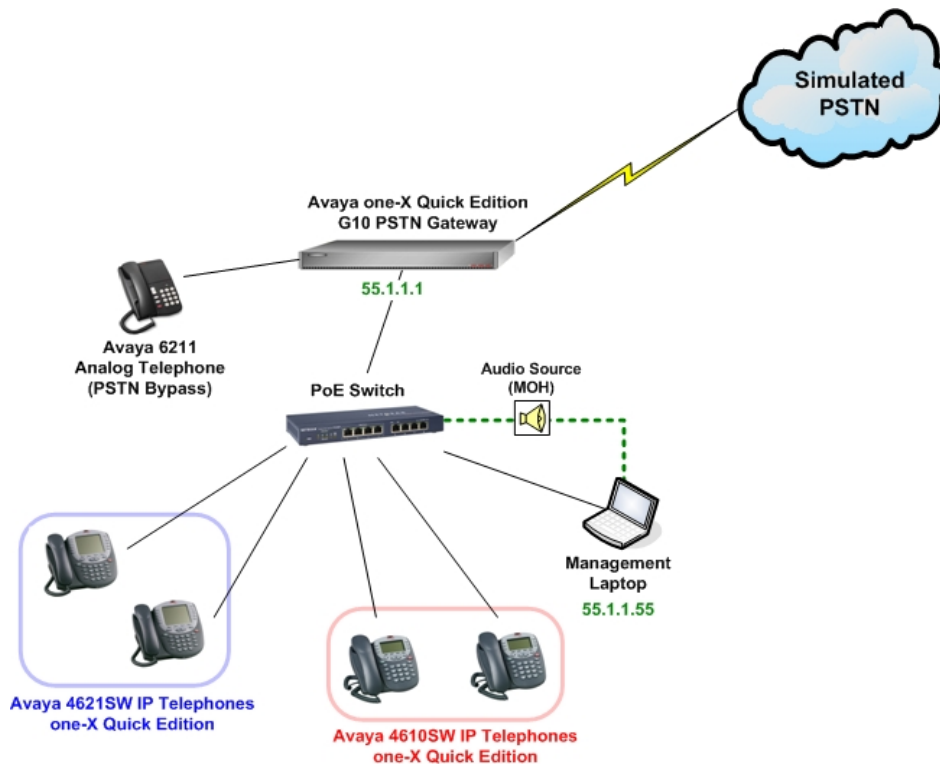 Simulated
PSTN
Avaya one-X Quick Edition
G10 PSTN Gateway
55.1.1.1
Avaya 6211
Analog Telephone
(PSTN Bypass)
PoE Switch
Audio Source
(MOH)
Management
Laptop
55.1.1.55
Avaya 4621SW IP Telephones
one-X Quick Edition
Avaya 4610SW IP Telephones
one-X Quick Edition